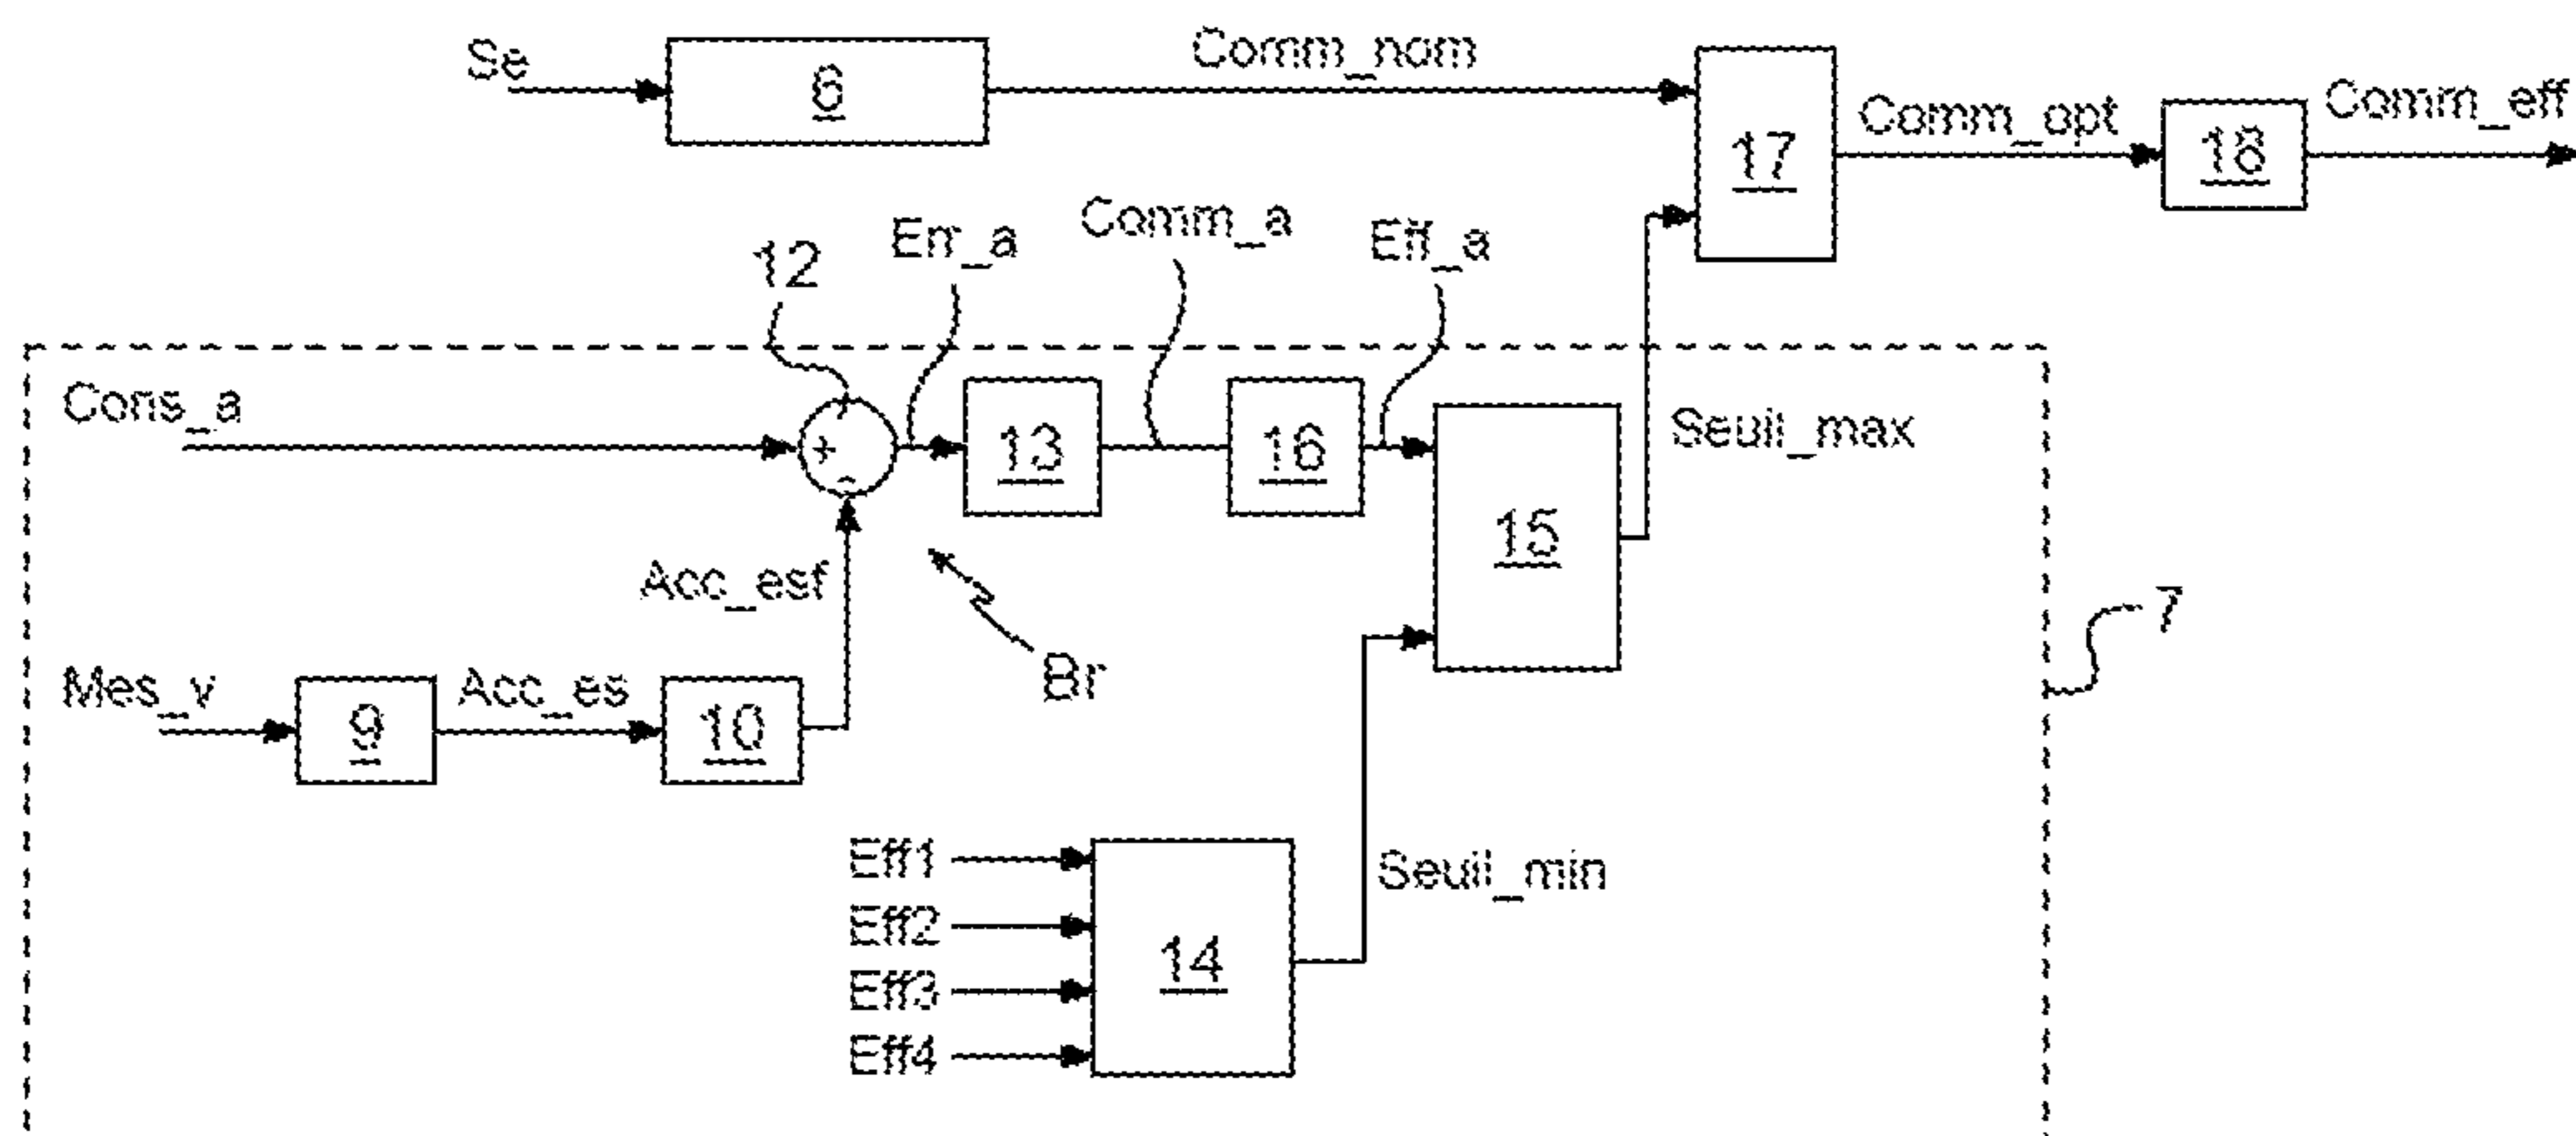 Se
6
Comm_nom
17
Comm_opt
18
Comm_eff
12
Err_a
Comm_a
Eff_a
Cons_a
+
-
13
16
15
Seuil_max
Acc_esf
Br
7
Mes_v
9
Acc_es
10
Eff1
Eff2
Eff3
Eff4
14
Seuil_min